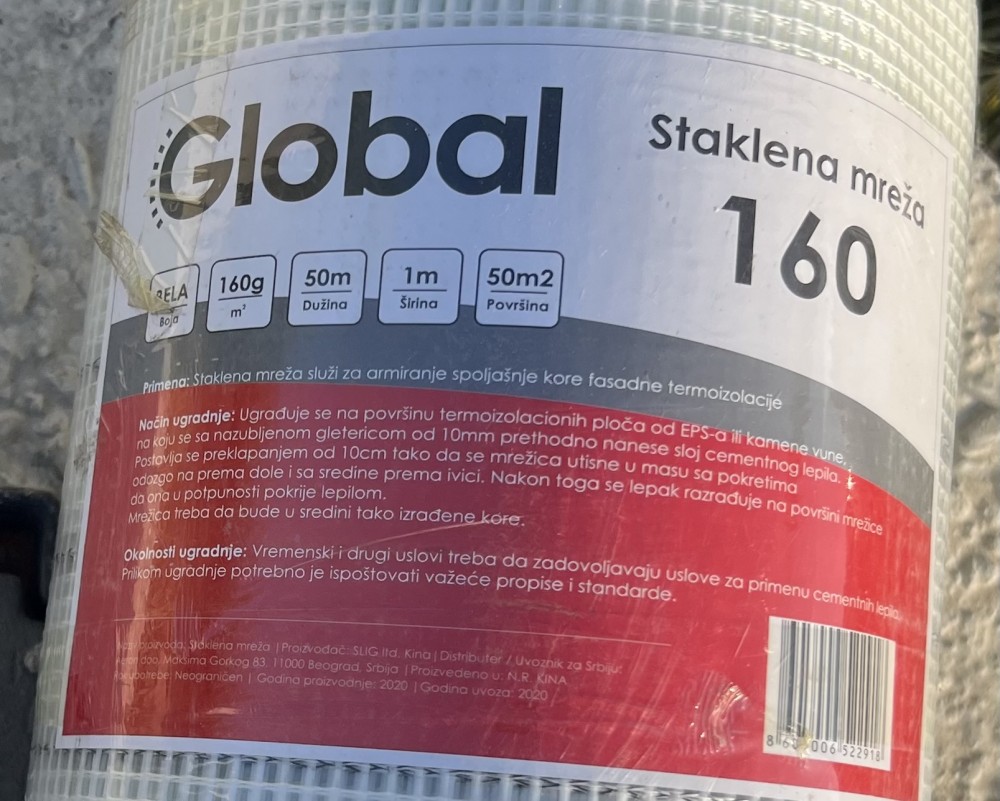 Global
Staklena mreža
160
BELA
Boja
160g
m³
50m
Dužina
1m
Širina
50m2
Površina
Primena: Staklena mreža služi za armiranje spoljašnje kore fasadne termoizolacije
Način ugradnje: Ugrađuje se na površinu termoizolacionih ploča od EPS-a ili kamene vune,
na koju se sa nazubljenom gletericom od 10mm prethodno nanese sloj cementnog lepila.
Postavlja se preklapanjem od 10cm tako da se mrežica utisne u masu sa pokretima
odozgo na prema dole i sa sredine prema ivici. Nakon toga se lepak razrađuje na površini mrežice
da ona u potpunosti pokrije lepilom.
Mrežica treba da bude u sredini tako izrađene kore.
Okolnosti ugradnje: Vremenski i drugi uslovi treba da zadovoljavaju uslove za primenu cementnih lepila.
Prilikom ugradnje potrebno je ispoštovati važeće propise i standarde.
proizvoda: Staklena mreža | Proizvođač: SLIG ltd. Kina | Distributer / Uvoznik za Srbiju:
doo, Maksima Gorkog 83, 11000 Beograd, Srbija | Proizvedeno u: N.R. KINA
Neograničen | Godina proizvodnje: 2020 | Godina uvoza: 2020
006 522918